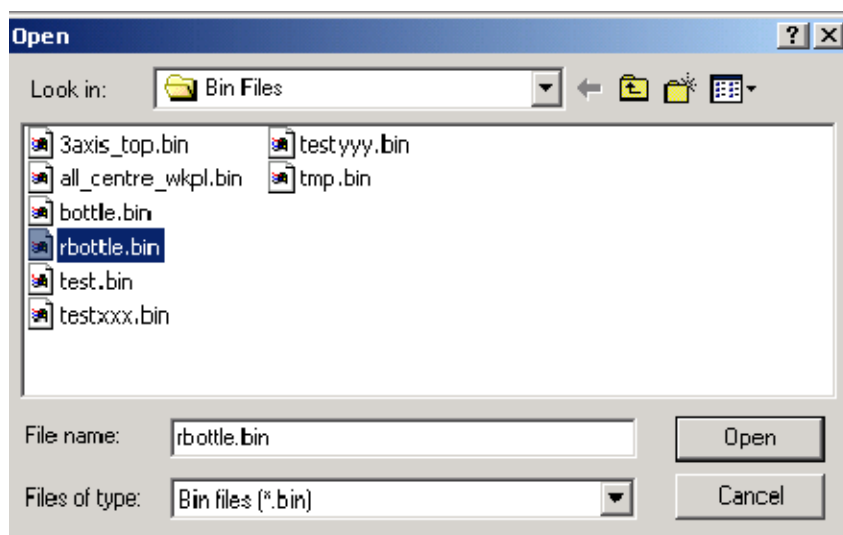 Open
Look in: Bin Files
3axis_top.bin
all_centre_wkpl.bin
bottle.bin
rbottle.bin
test.bin
testxxx.bin
testyyy.bin
tmp.bin
File name: rbottle.bin Open
Files of type: Bin files (*.bin) Cancel